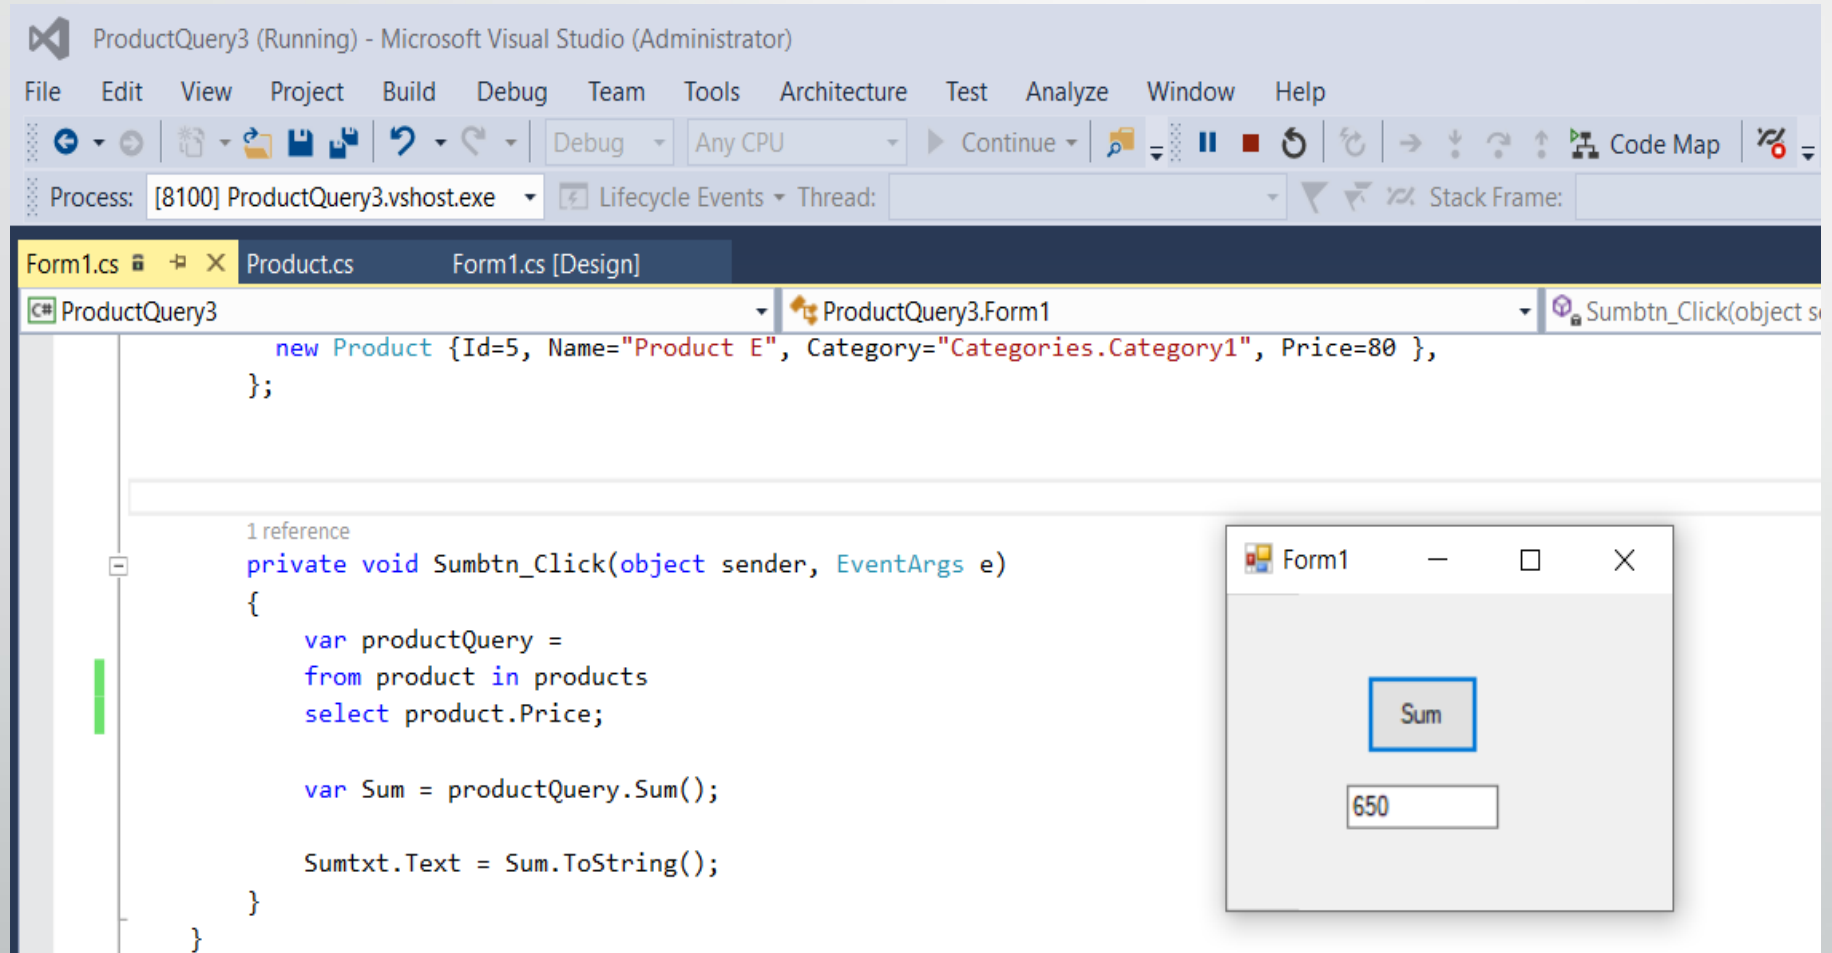 ProductQuery3 (Running) - Microsoft Visual Studio (Administrator)
File Edit View Project Build Debug Team Tools Architecture Test Analyze Window Help
Debug Any CPU Continue Code Map
Process: [8100] ProductQuery3.vshost.exe Lifecycle Events Thread: Stack Frame:
Form1.cs Product.cs Form1.cs [Design]
C# ProductQuery3 ProductQuery3.Form1 Sumbtn_Click(object s
new Product {Id=5, Name="Product E", Category="Categories.Category1", Price=80 },
};
1 reference
private void Sumbtn_Click(object sender, EventArgs e)
{
var productQuery =
from product in products
select product.Price;
var Sum = productQuery.Sum();
Sumtxt.Text = Sum.ToString();
}
}
Form1
Sum
650